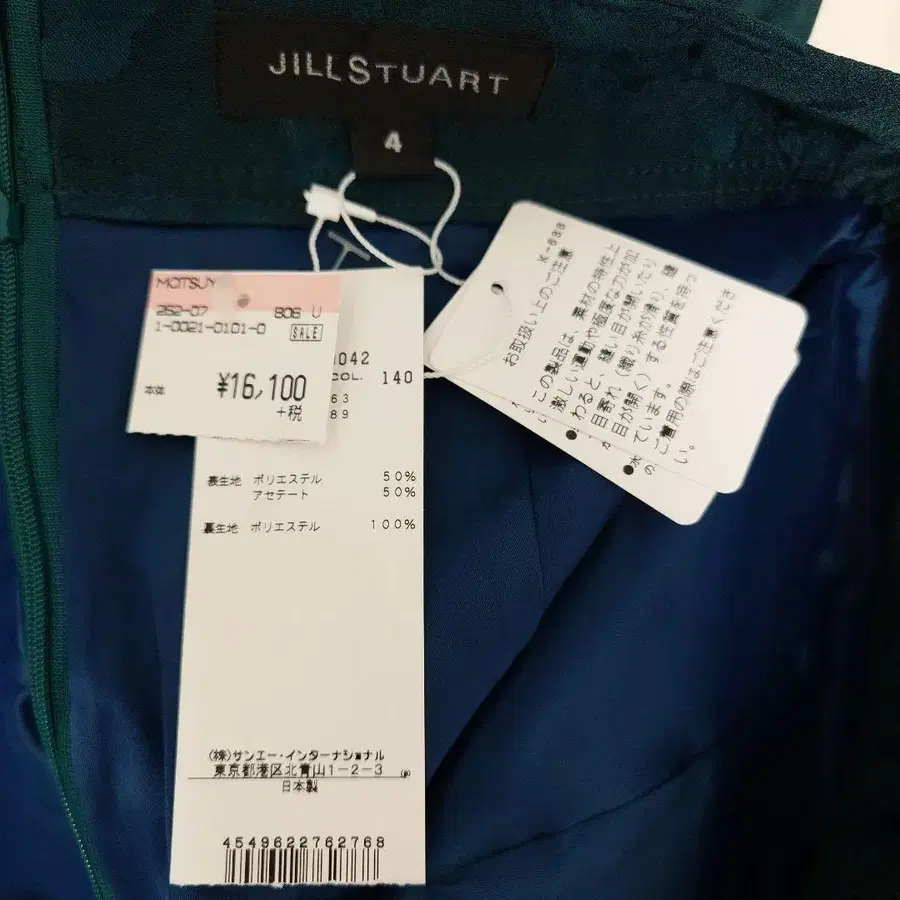 JILLSTUART
4
MOTSUY
252-07 806 U
1-0021-0101-0 SALE
本体 ¥16,100
+税
042
COL. 140
63
89
裏生地 ポリエステル 50%
アセテート 50%
裏生地 ポリエステル 100%
(株)サンエー・インターナショナル
東京都港区北青山1-2-3
日本製
4549622762768
K-833
お取扱い上のご注意
この製品は、素材の特性上
激しい運動や極度な力が加
わると、縫い目が開いたり
目寄れ(織り糸が滑り、縫
目が開く)する性質を持っ
ています。
ご着用の際はご注意くださ
い。